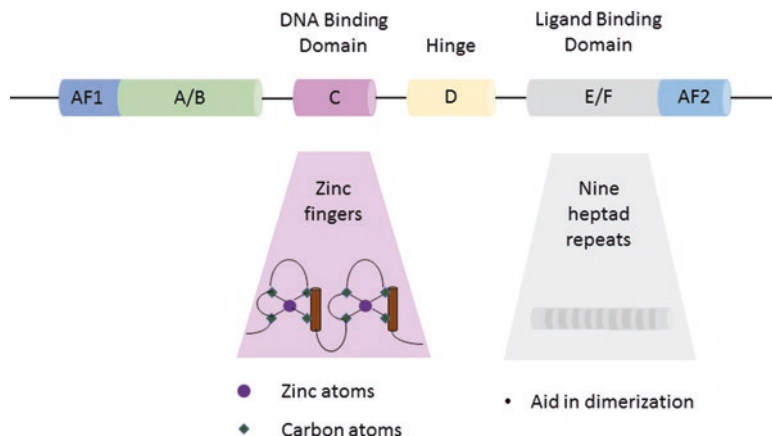 DNA Binding
Domain
Hinge
Ligand Binding
Domain
AF1
A/B
C
D
E/F
AF2
Zinc
fingers
Nine
heptad
repeats
Zinc atoms
Carbon atoms
• Aid in dimerization